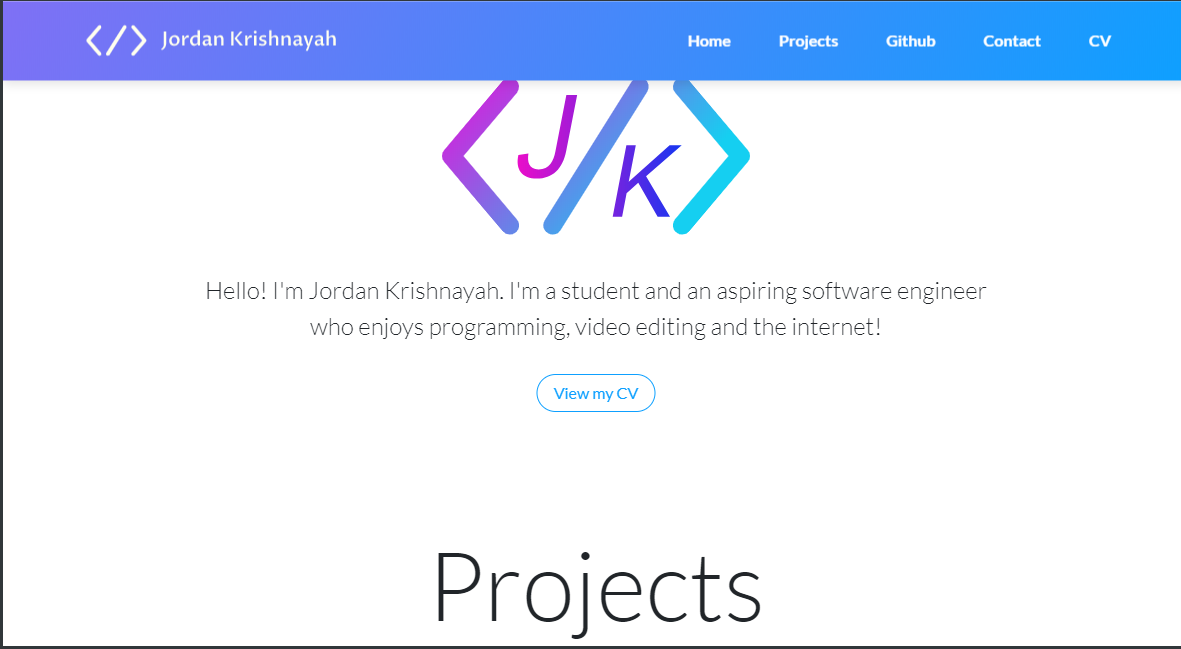 </> Jordan Krishnayah
Home Projects Github Contact CV
J/K
Hello! I'm Jordan Krishnayah. I'm a student and an aspiring software engineer
who enjoys programming, video editing and the internet!
View my CV
Projects